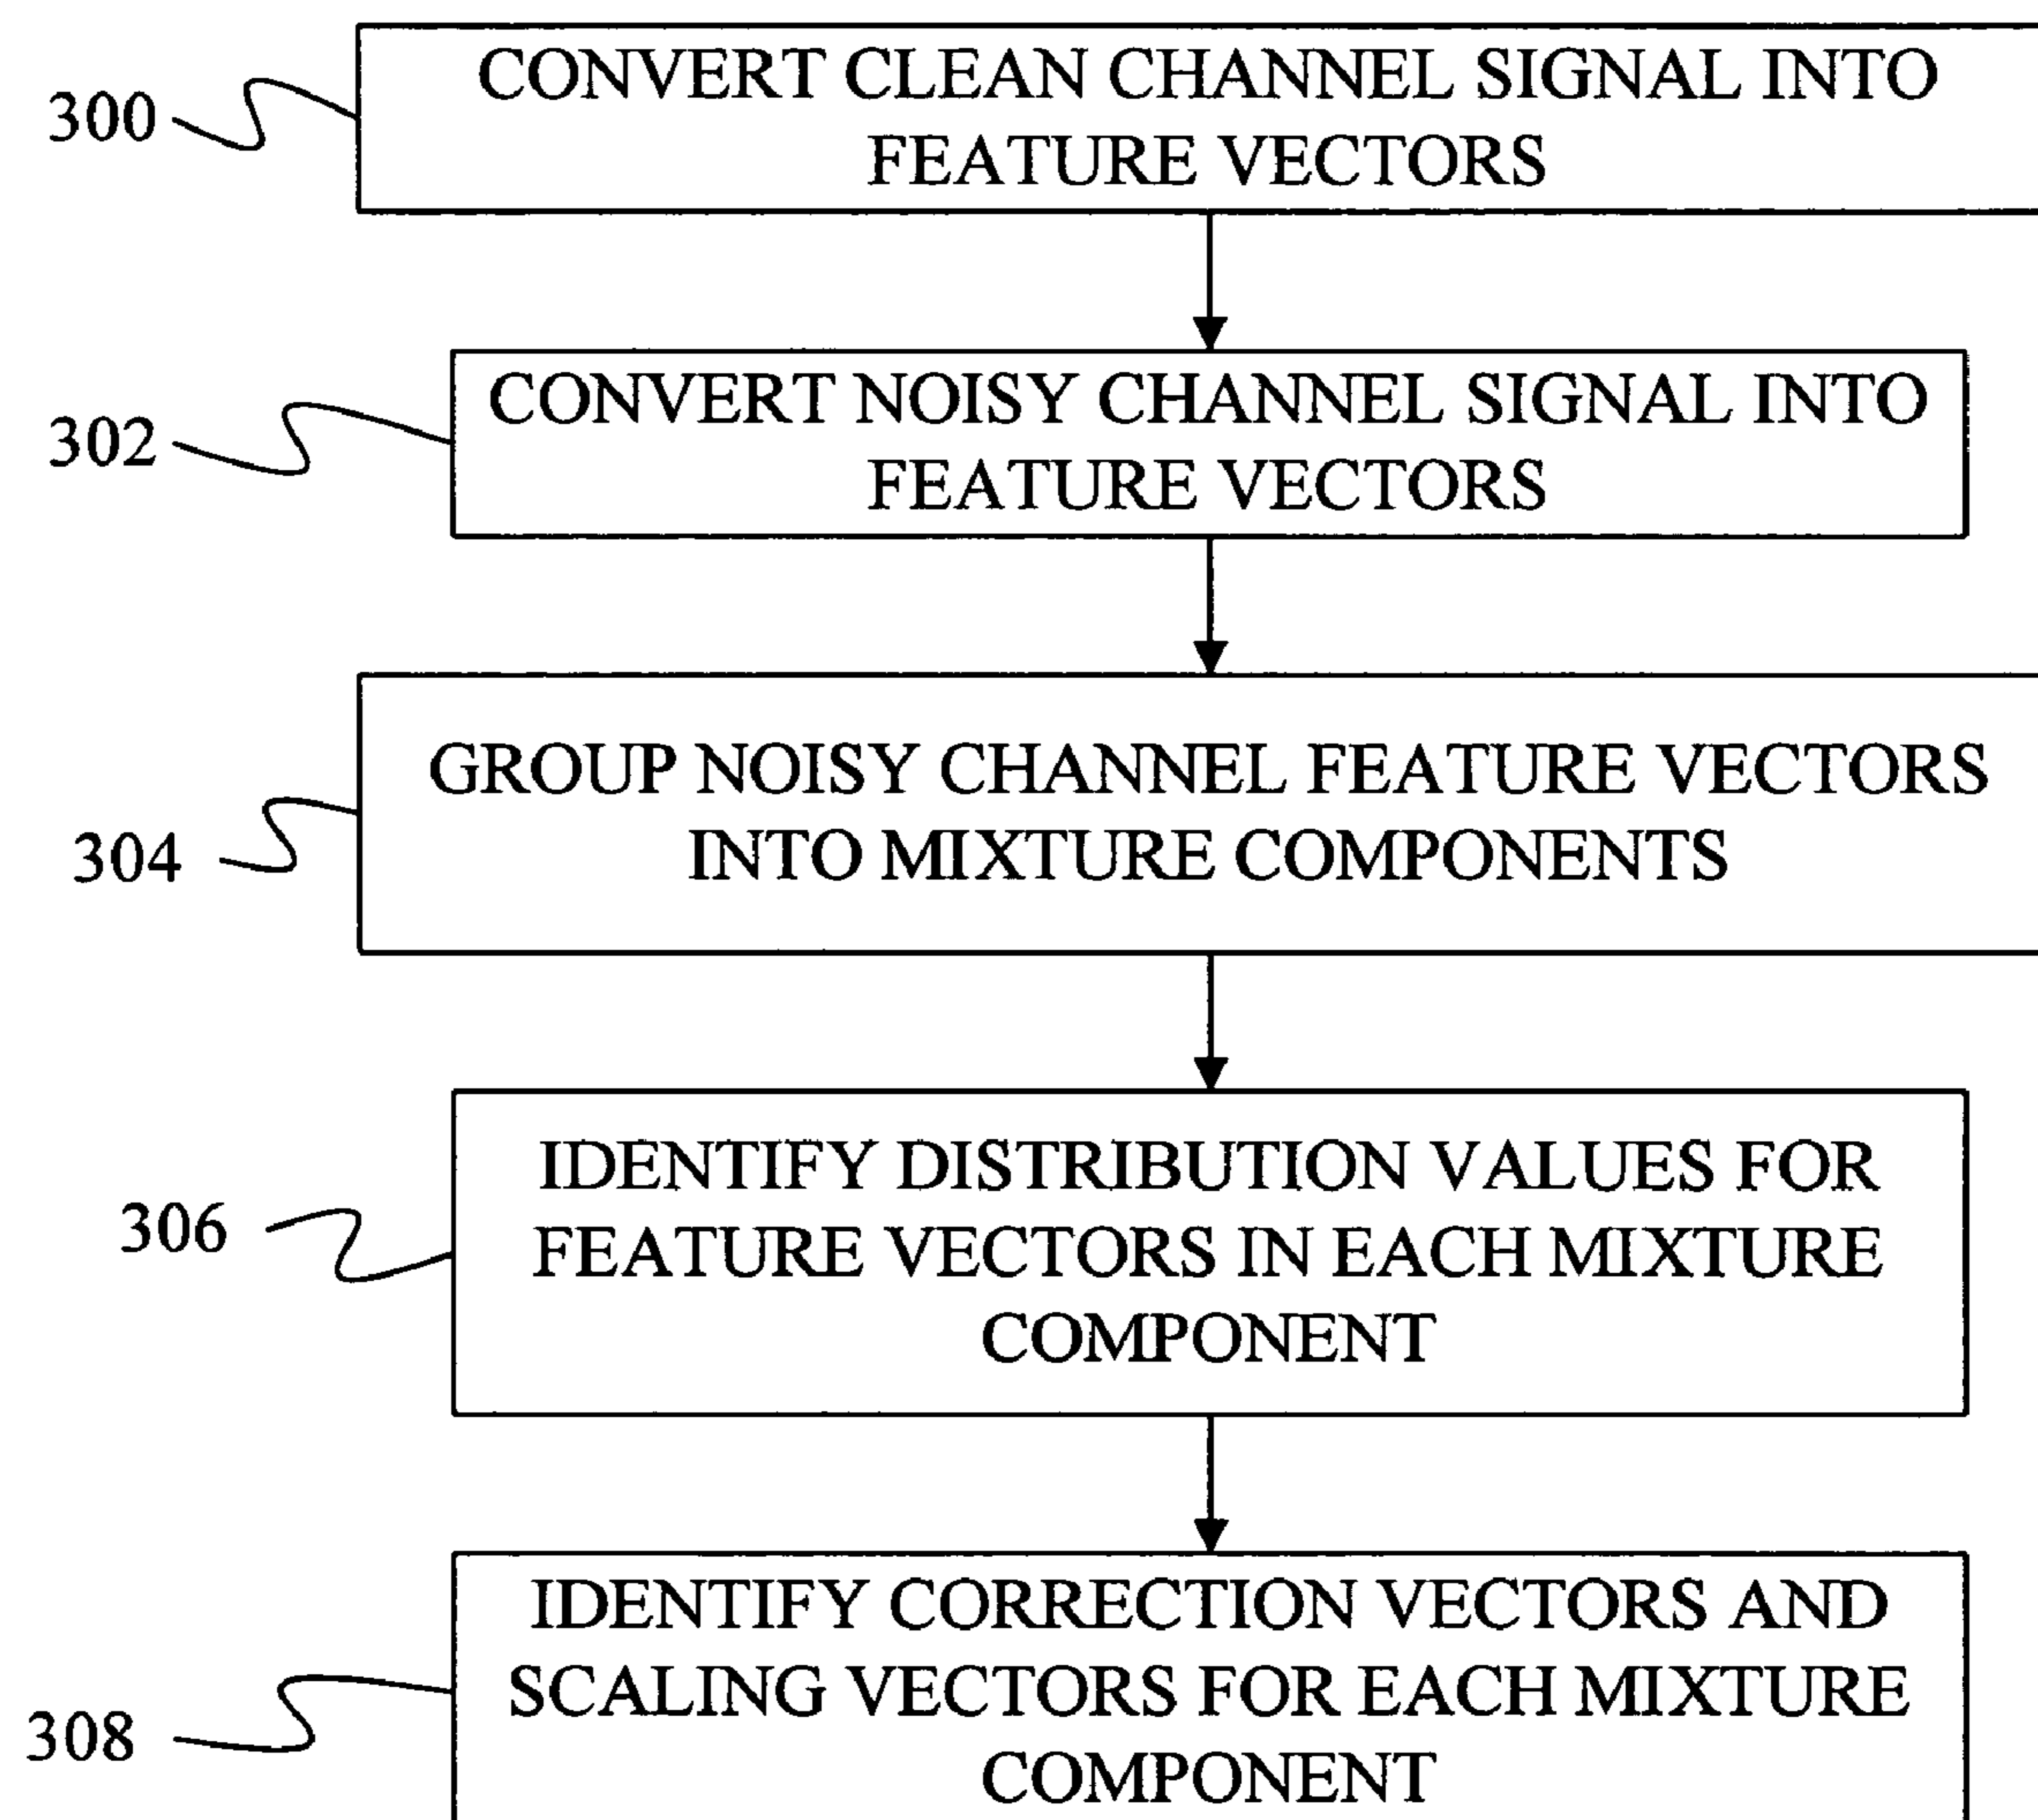 CONVERT CLEAN CHANNEL SIGNAL INTO
FEATURE VECTORS
300
CONVERT NOISY CHANNEL SIGNAL INTO
FEATURE VECTORS
302
GROUP NOISY CHANNEL FEATURE VECTORS
INTO MIXTURE COMPONENTS
304
IDENTIFY DISTRIBUTION VALUES FOR
FEATURE VECTORS IN EACH MIXTURE
COMPONENT
306
IDENTIFY CORRECTION VECTORS AND
SCALING VECTORS FOR EACH MIXTURE
COMPONENT
308